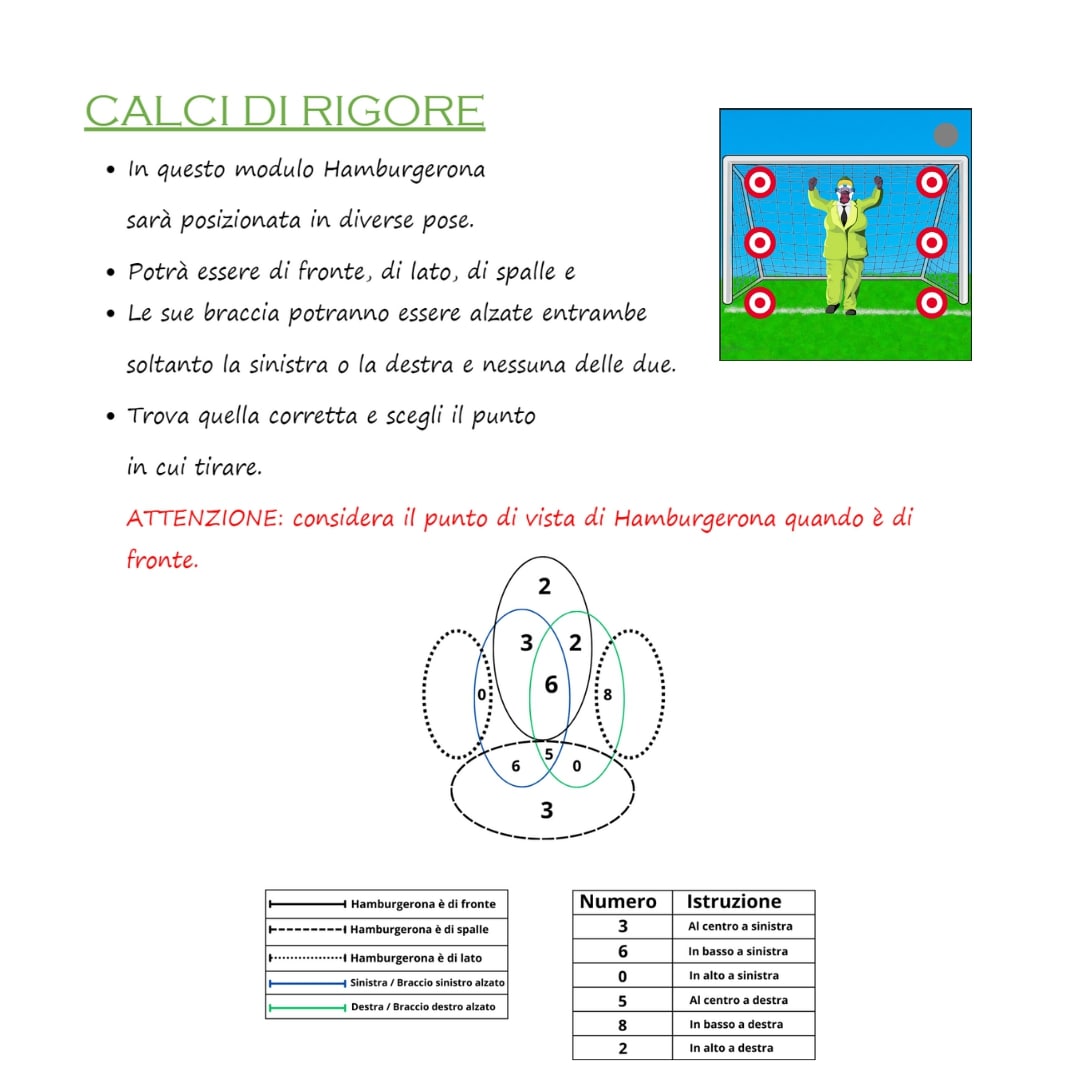 CALCI DI RIGORE
• In questo modulo Hamburgerona
sarà posizionata in diverse pose.
• Potrà essere di fronte, di lato, di spalle e
• Le sue braccia potranno essere alzate entrambe
soltanto la sinistra o la destra e nessuna delle due.
• Trova quella corretta e scegli il punto
in cui tirare.
ATTENZIONE: considera il punto di vista di Hamburgerona quando è di
fronte.
2
3 2
6
0 8
5
6 0
3
Hamburgerona è di fronte
Hamburgerona è di spalle
Hamburgerona è di lato
Sinistra / Braccio sinistro alzato
Destra / Braccio destro alzato
Numero Istruzione
3 Al centro a sinistra
6 In basso a sinistra
0 In alto a sinistra
5 Al centro a destra
8 In basso a destra
2 In alto a destra